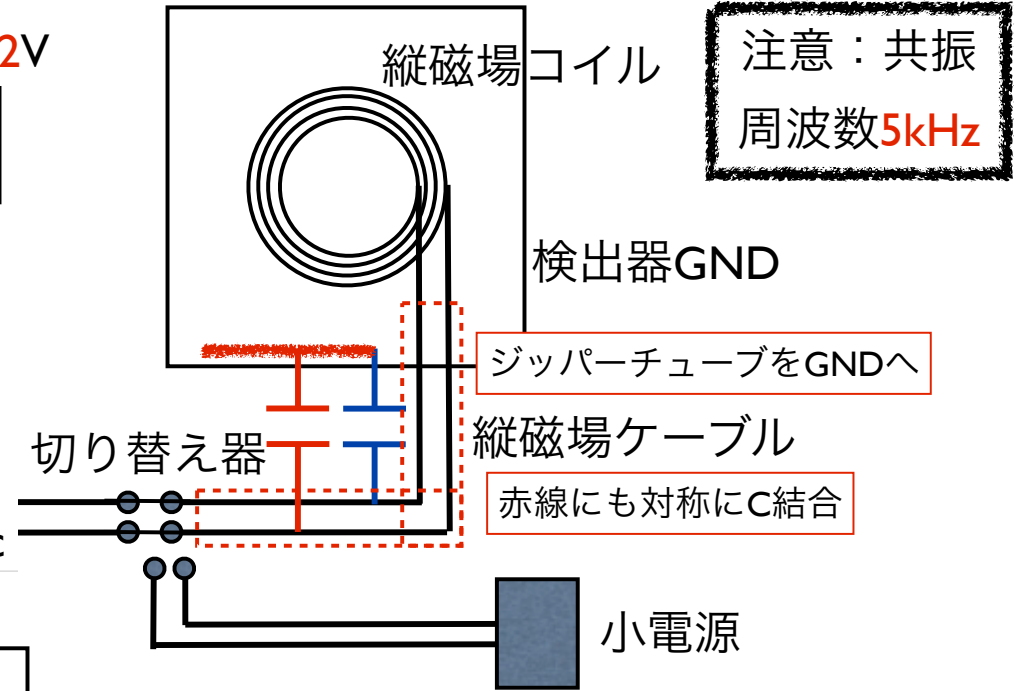 2V
縦磁場コイル
注意：共振
周波数5kHz
検出器GND
ジッパーチューブをGNDへ
縦磁場ケーブル
切り替え器
赤線にも対称にC結合
小電源